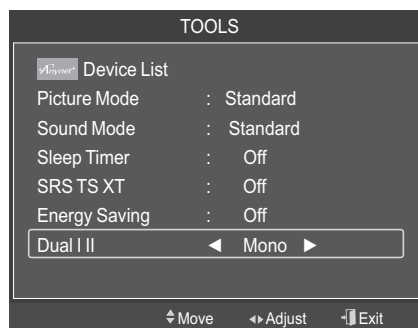 TOOLS
Anynet+ Device List
Picture Mode : Standard
Sound Mode : Standard
Sleep Timer : Off
SRS TS XT : Off
Energy Saving : Off
Dual I II ◀ Mono ▶
Move Adjust Exit